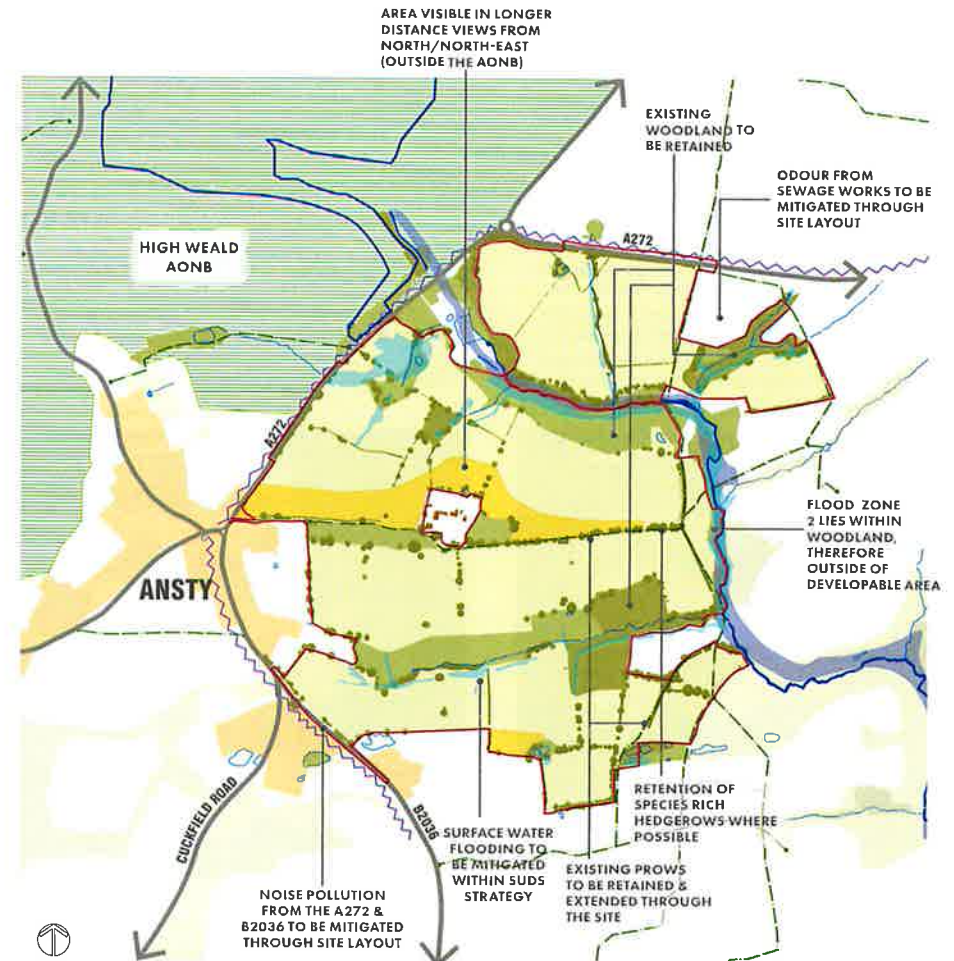 AREA VISIBLE IN LONGER
DISTANCE VIEWS FROM
NORTH/NORTH-EAST
(OUTSIDE THE AONB)
EXISTING
WOODLAND TO
BE RETAINED
ODOUR FROM
SEWAGE WORKS TO BE
MITIGATED THROUGH
SITE LAYOUT
A272
HIGH WEALD
AONB
A272
FLOOD ZONE
2 LIES WITHIN
WOODLAND,
THEREFORE
OUTSIDE OF
DEVELOPABLE AREA
ANSTY
CUCKFIELD ROAD
B2036
RETENTION OF
SPECIES RICH
HEDGEROWS WHERE
POSSIBLE
SURFACE WATER
FLOODING TO
BE MITIGATED
WITHIN SUDS
STRATEGY
EXISTING PROWS
TO BE RETAINED &
EXTENDED THROUGH
THE SITE
NOISE POLLUTION
FROM THE A272 &
B2036 TO BE MITIGATED
THROUGH SITE LAYOUT